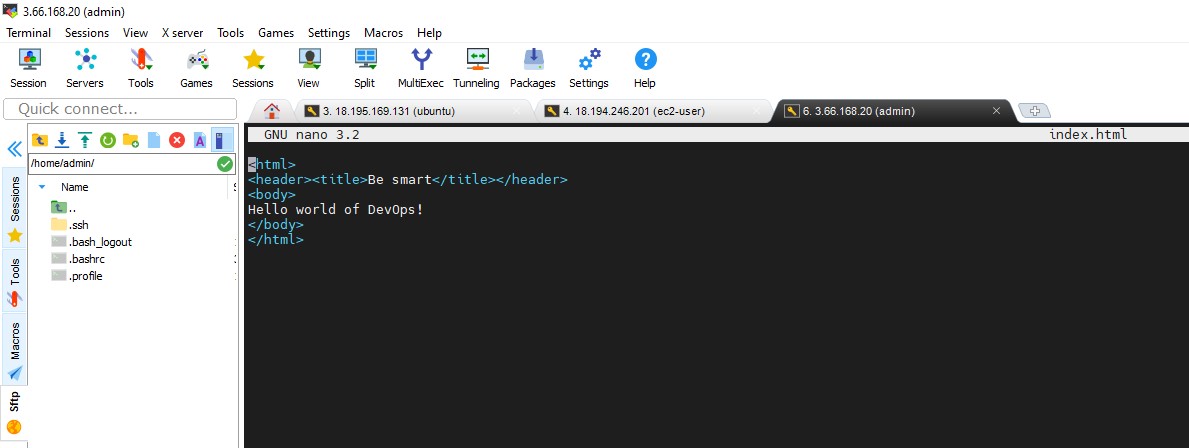 3.66.168.20 (admin)
Terminal Sessions View X server Tools Games Settings Macros Help
Session Servers Tools Games Sessions View Split MultiExec Tunneling Packages Settings Help
Quick connect...
3. 18.195.169.131 (ubuntu)
4. 18.194.246.201 (ec2-user)
6. 3.66.168.20 (admin)
/home/admin/
Name
..
.ssh
.bash_logout
.bashrc
.profile
Sessions
Tools
Macros
Sftp
GNU nano 3.2 index.html
<html>
<header><title>Be smart</title></header>
<body>
Hello world of DevOps!
</body>
</html>